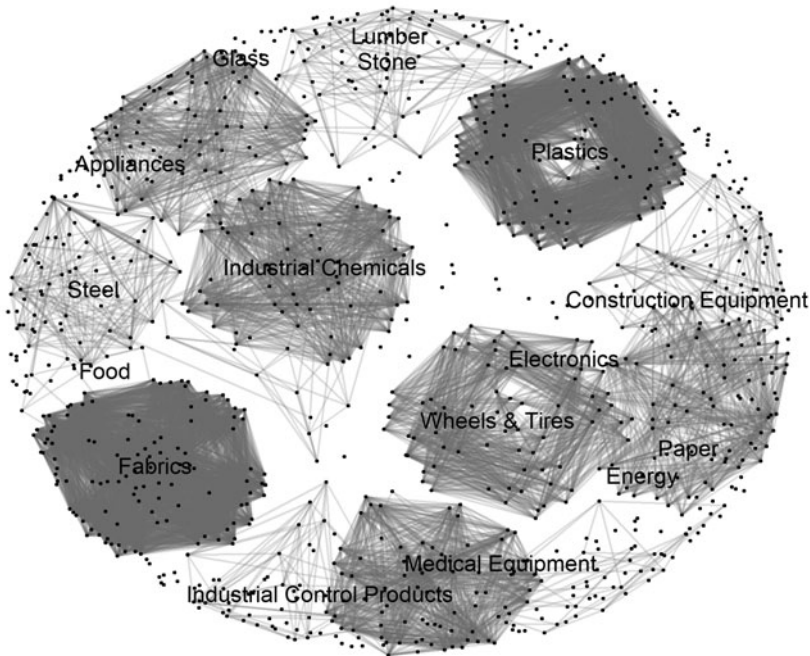 Lumber
Stone
Glass
Plastics
Appliances
Industrial Chemicals
Steel
Construction Equipment
Electronics
Food
Wheels & Tires
Paper
Fabrics
Energy
Medical Equipment
Industrial Control Products